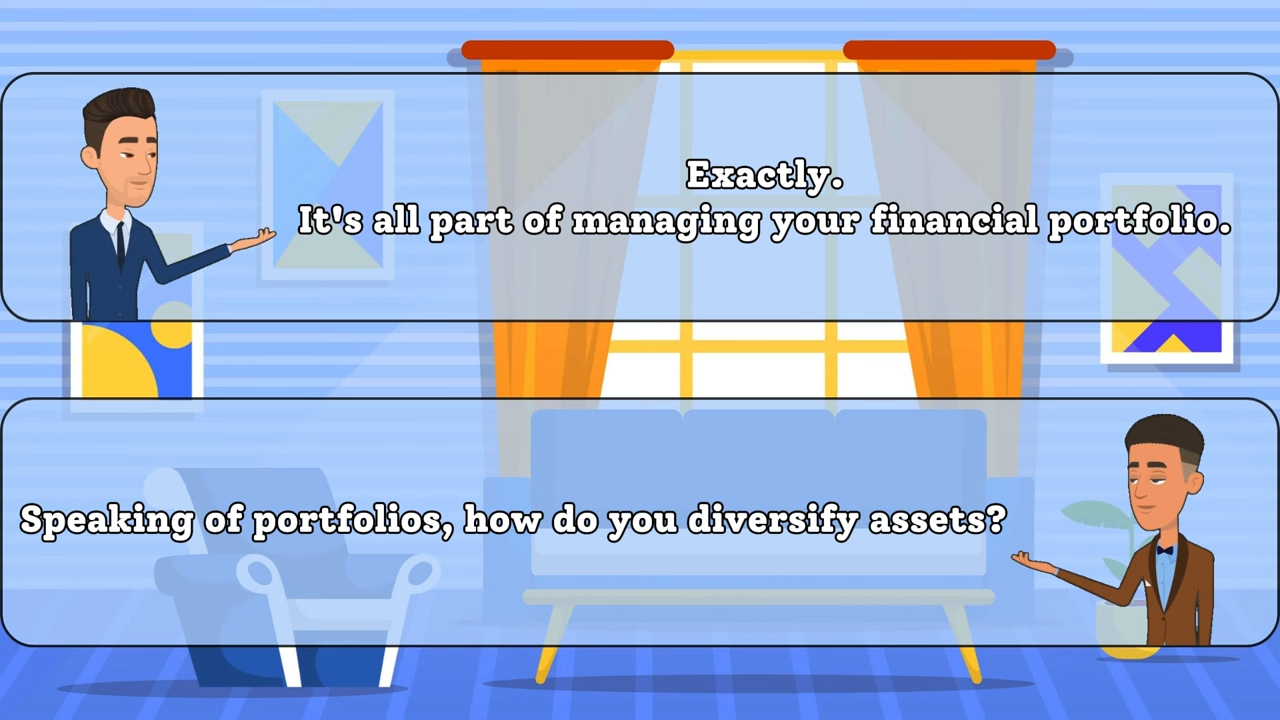 Exactly.
It's all part of managing your financial portfolio.
Speaking of portfolios, how do you diversify assets?